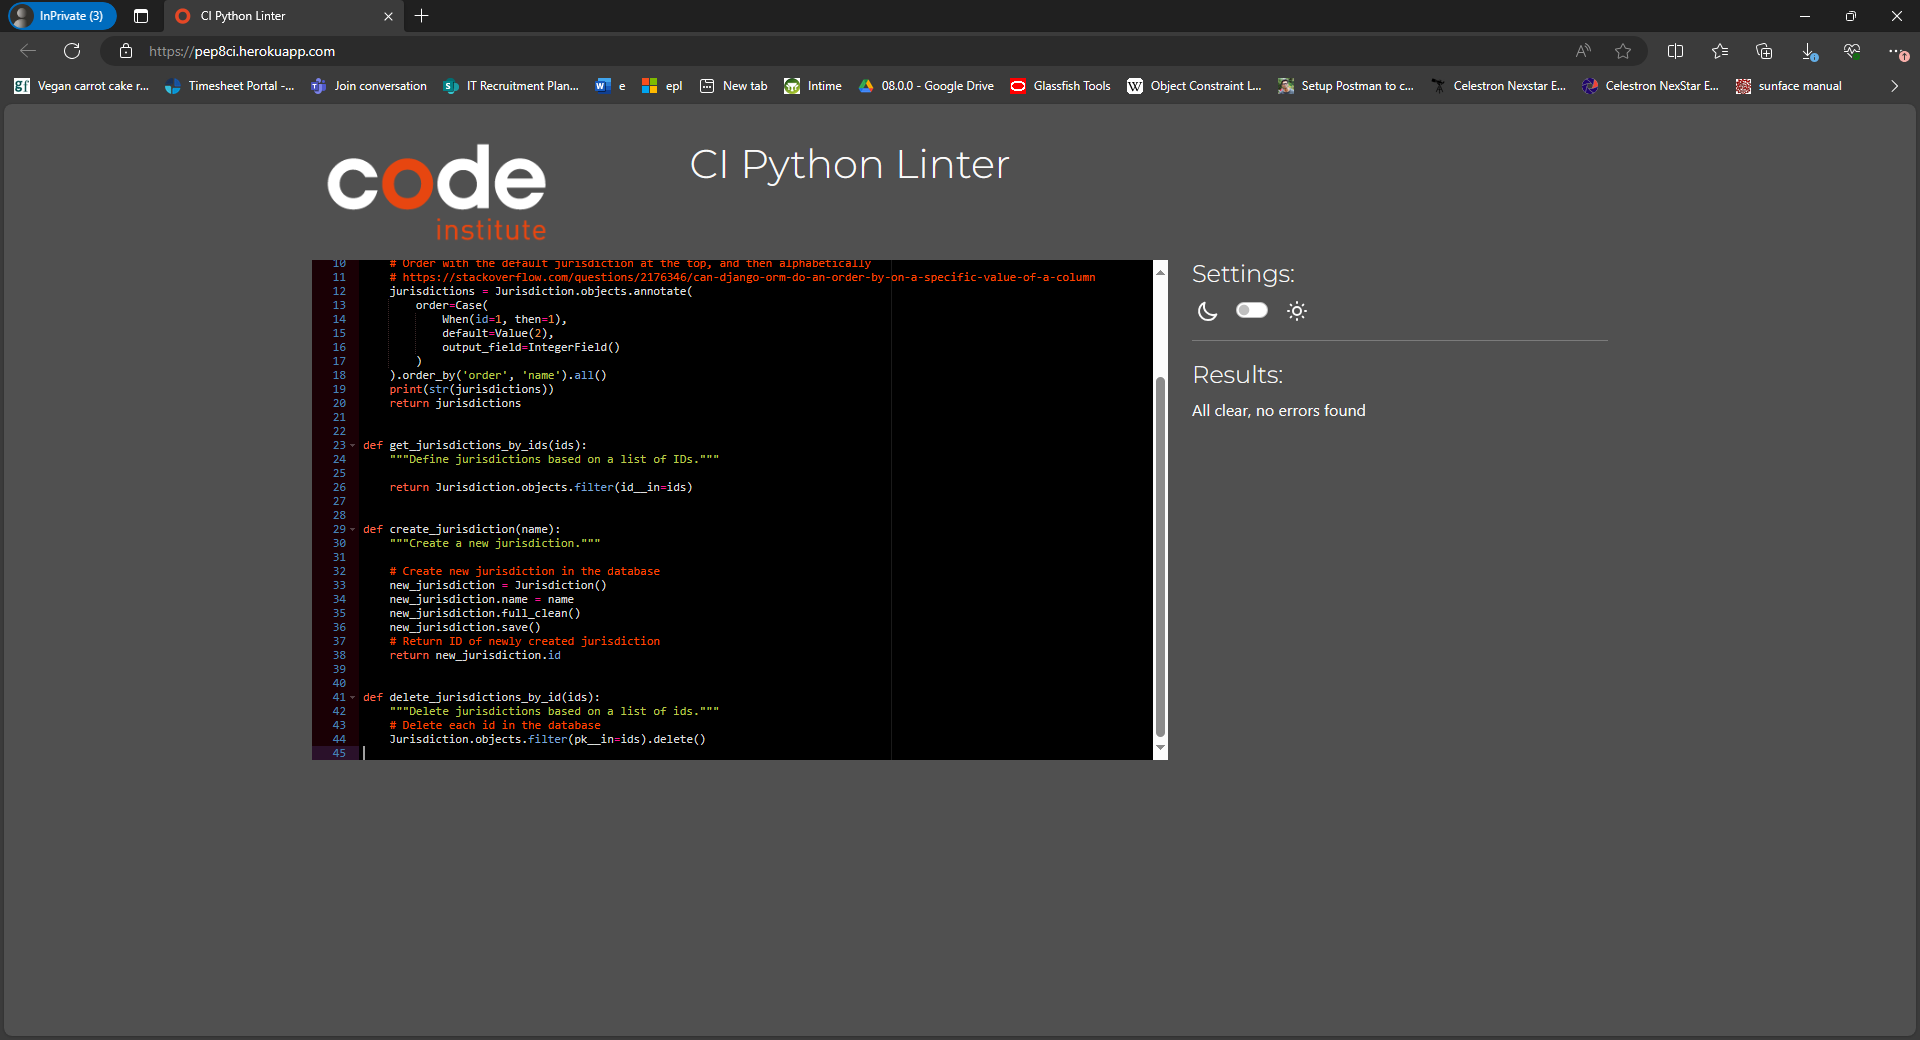 InPrivate (3)
CI Python Linter
https://pep8ci.herokuapp.com
Vegan carrot cake r...
Timesheet Portal -...
Join conversation
IT Recruitment Plan...
e
epl
New tab
Intime
08.0.0 - Google Drive
Glassfish Tools
Object Constraint L...
Setup Postman to c...
Celestron Nexstar E...
Celestron NexStar E...
sunface manual
code
institute
CI Python Linter
10 # Order with the default jurisdiction at the top, and then alphabetically
11 # https://stackoverflow.com/questions/2176346/can-django-orm-do-an-order-by-on-a-specific-value-of-a-column
12 jurisdictions = Jurisdiction.objects.annotate(
13 order=Case(
14 When(id=1, then=1),
15 default=Value(2),
16 output_field=IntegerField()
17 )
18 ).order_by('order', 'name').all()
19 print(str(jurisdictions))
20 return jurisdictions
21
22
23 def get_jurisdictions_by_ids(ids):
24 """Define jurisdictions based on a list of IDs."""
25
26 return Jurisdiction.objects.filter(id__in=ids)
27
28
29 def create_jurisdiction(name):
30 """Create a new jurisdiction."""
31
32 # Create new jurisdiction in the database
33 new_jurisdiction = Jurisdiction()
34 new_jurisdiction.name = name
35 new_jurisdiction.full_clean()
36 new_jurisdiction.save()
37 # Return ID of newly created jurisdiction
38 return new_jurisdiction.id
39
40
41 def delete_jurisdictions_by_id(ids):
42 """Delete jurisdictions based on a list of ids."""
43 # Delete each id in the database
44 Jurisdiction.objects.filter(pk__in=ids).delete()
45
Settings:
Results:
All clear, no errors found